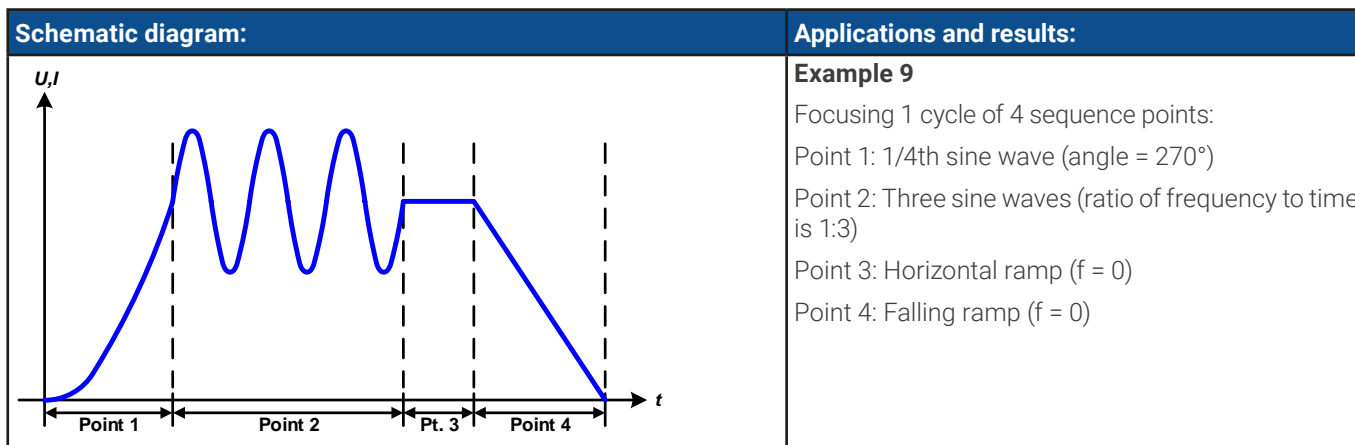 Schematic diagram:
U,I
t
Point 1
Point 2
Pt. 3
Point 4
Applications and results:
Example 9
Focusing 1 cycle of 4 sequence points:
Point 1: 1/4th sine wave (angle = 270°)
Point 2: Three sine waves (ratio of frequency to time
is 1:3)
Point 3: Horizontal ramp (f = 0)
Point 4: Falling ramp (f = 0)